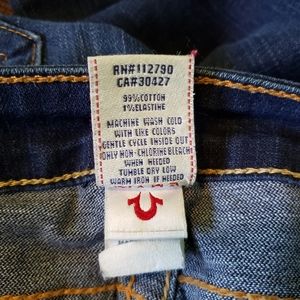 RN#112790
CA#30427
99%COTTON
1%ELASTINE
MACHINE WASH COLD
WITH LIKE COLORS
GENTLE CYCLE INSIDE OUT
ONLY NON-CHLORINE BLEACH
WHEN NEEDED
TUMBLE DRY LOW
WARM IRON IF NEEDED